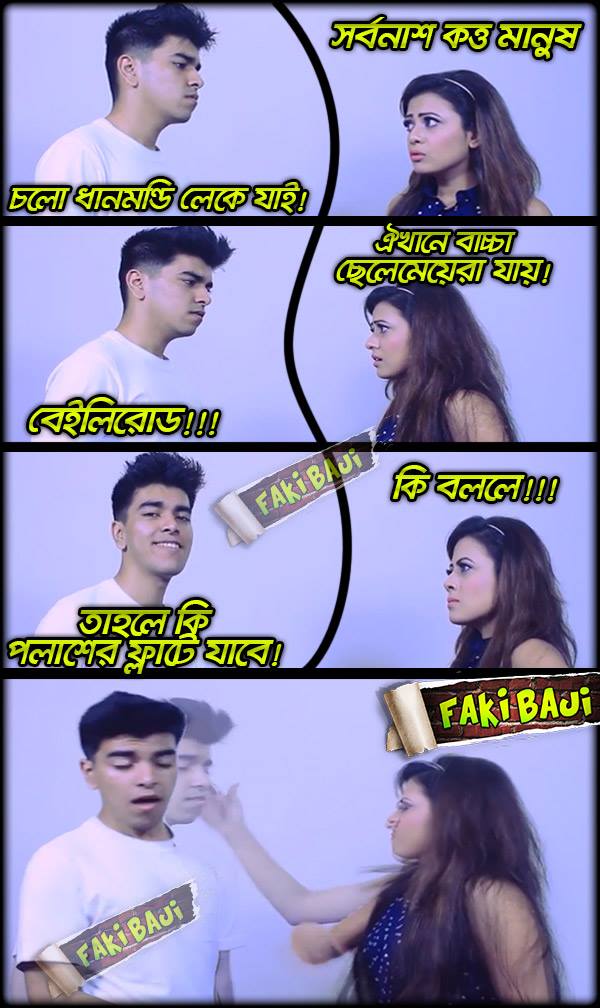 চলো ধানমন্ডি লেকে যাই!
সর্বনাশ কত্ত মানুষ
বেইলিরোড!!!
ঐখানে বাচ্চা
ছেলেমেয়েরা যায়!
FAKiBAJi
তাহলে কি
পলাশের ফ্লাটে যাবে!
কি বললে!!!
FAKiBAJi
FAKiBAJi